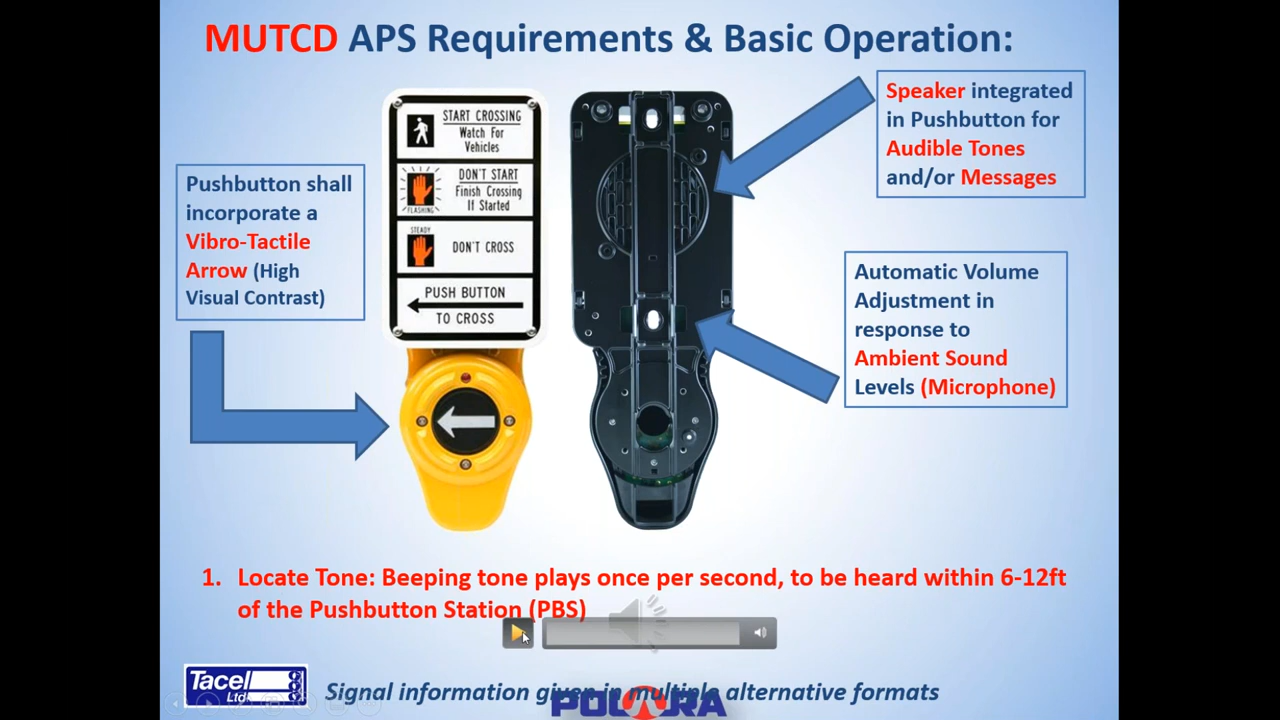 MUTCD APS Requirements & Basic Operation:
Speaker integrated
in Pushbutton for
Audible Tones
and/or Messages
Pushbutton shall
incorporate a
Vibro-Tactile
Arrow (High
Visual Contrast)
START CROSSING
Watch For
Vehicles
DON'T START
Finish Crossing
If Started
FLASHING
STEADY
DON'T CROSS
PUSH BUTTON
TO CROSS
Automatic Volume
Adjustment in
response to
Ambient Sound
Levels (Microphone)
1. Locate Tone: Beeping tone plays once per second, to be heard within 6-12ft
of the Pushbutton Station (PBS)
Tacel
Ltd.
Signal information given in multiple alternative formats
POLARA